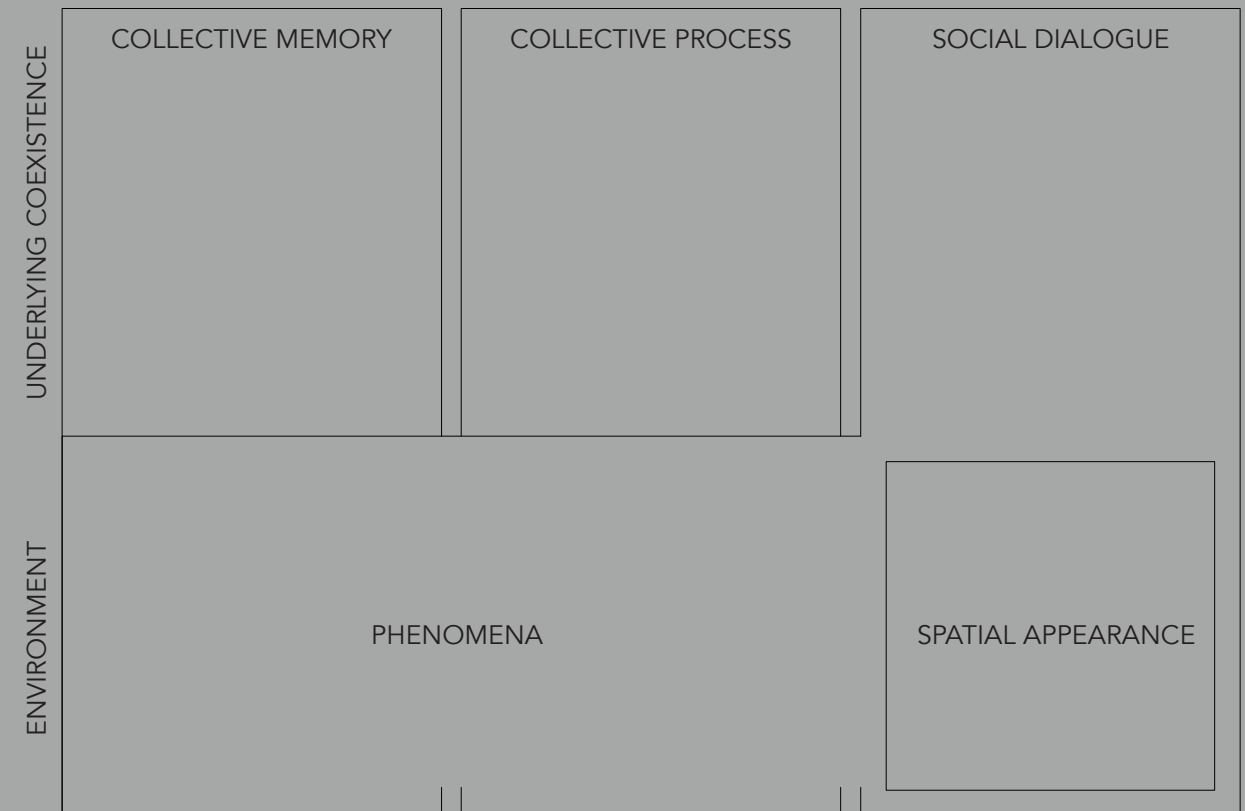 COLLECTIVE MEMORY
COLLECTIVE PROCESS
SOCIAL DIALOGUE
UNDERLYING COEXISTENCE
ENVIRONMENT
PHENOMENA
SPATIAL APPEARANCE